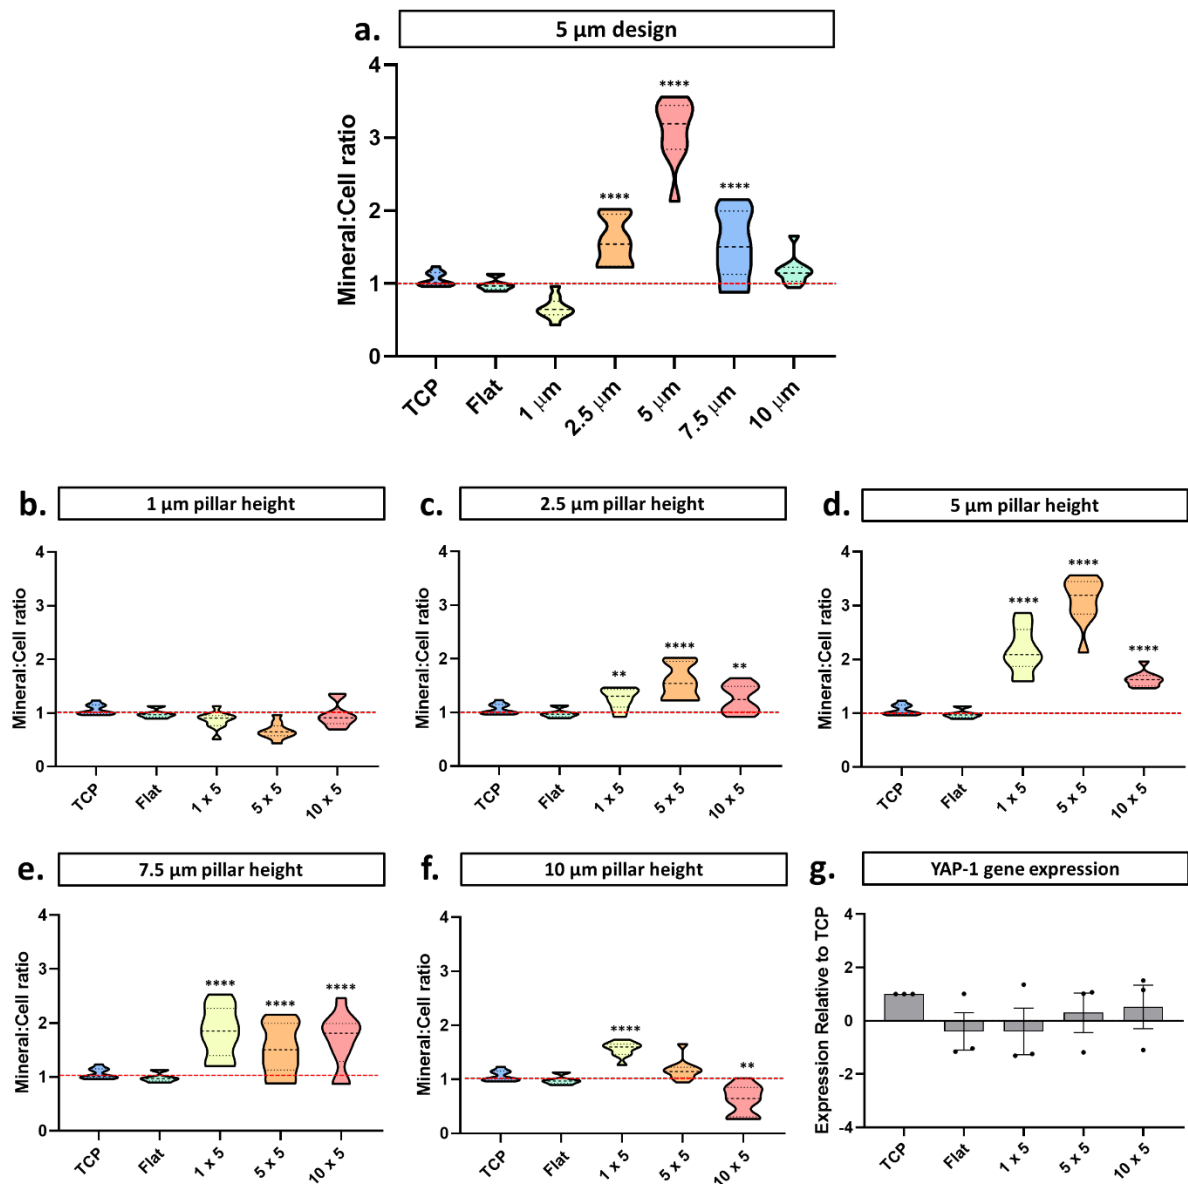 a. 5 µm design
4
3
2
1
0
Mineral:Cell ratio
****
****
****
TCP
Flat
1 µm
2.5 µm
5 µm
7.5 µm
10 µm
b. 1 µm pillar height
4
3
2
1
0
Mineral:Cell ratio
TCP
Flat
1 x 5
5 x 5
10 x 5
c. 2.5 µm pillar height
4
3
2
1
0
Mineral:Cell ratio
**
****
**
TCP
Flat
1 x 5
5 x 5
10 x 5
d. 5 µm pillar height
4
3
2
1
0
Mineral:Cell ratio
****
****
****
TCP
Flat
1 x 5
5 x 5
10 x 5
e. 7.5 µm pillar height
4
3
2
1
0
Mineral:Cell ratio
****
****
****
TCP
Flat
1 x 5
5 x 5
10 x 5
f. 10 µm pillar height
4
3
2
1
0
Mineral:Cell ratio
****
**
TCP
Flat
1 x 5
5 x 5
10 x 5
g. YAP-1 gene expression
4
2
0
-2
-4
Expression Relative to TCP
TCP
Flat
1 x 5
5 x 5
10 x 5